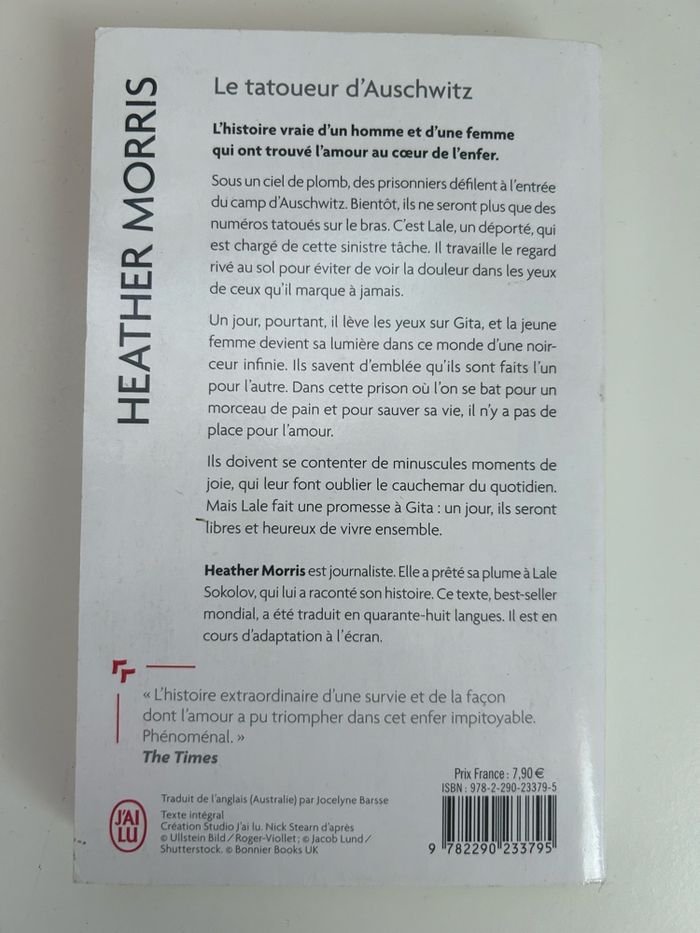 HEATHER MORRIS
Le tatoueur d'Auschwitz
L'histoire vraie d'un homme et d'une femme
qui ont trouvé l'amour au cœur de l'enfer.
Sous un ciel de plomb, des prisonniers défilent à l'entrée
du camp d'Auschwitz. Bientôt, ils ne seront plus que des
numéros tatoués sur le bras. C'est Lale, un déporté, qui
est chargé de cette sinistre tâche. Il travaille le regard
rivé au sol pour éviter de voir la douleur dans les yeux
de ceux qu'il marque à jamais.
Un jour, pourtant, il lève les yeux sur Gita, et la jeune
femme devient sa lumière dans ce monde d'une noir-
ceur infinie. Ils savent d'emblée qu'ils sont faits l'un
pour l'autre. Dans cette prison où l'on se bat pour un
morceau de pain et pour sauver sa vie, il n'y a pas de
place pour l'amour.
Ils doivent se contenter de minuscules moments de
joie, qui leur font oublier le cauchemar du quotidien.
Mais Lale fait une promesse à Gita : un jour, ils seront
libres et heureux de vivre ensemble.
Heather Morris est journaliste. Elle a prêté sa plume à Lale
Sokolov, qui lui a raconté son histoire. Ce texte, best-seller
mondial, a été traduit en quarante-huit langues. Il est en
cours d'adaptation à l'écran.
« L'histoire extraordinaire d'une survie et de la façon
dont l'amour a pu triompher dans cet enfer impitoyable.
Phénoménal. »
The Times
Prix France : 7,90 €
ISBN : 978-2-290-23379-5
9 782290 233795
J'AI
LU
Traduit de l'anglais (Australie) par Jocelyne Barsse
Texte intégral
Création Studio J'ai lu. Nick Stearn d'après
© Ullstein Bild / Roger-Viollet ; © Jacob Lund /
Shutterstock. © Bonnier Books UK